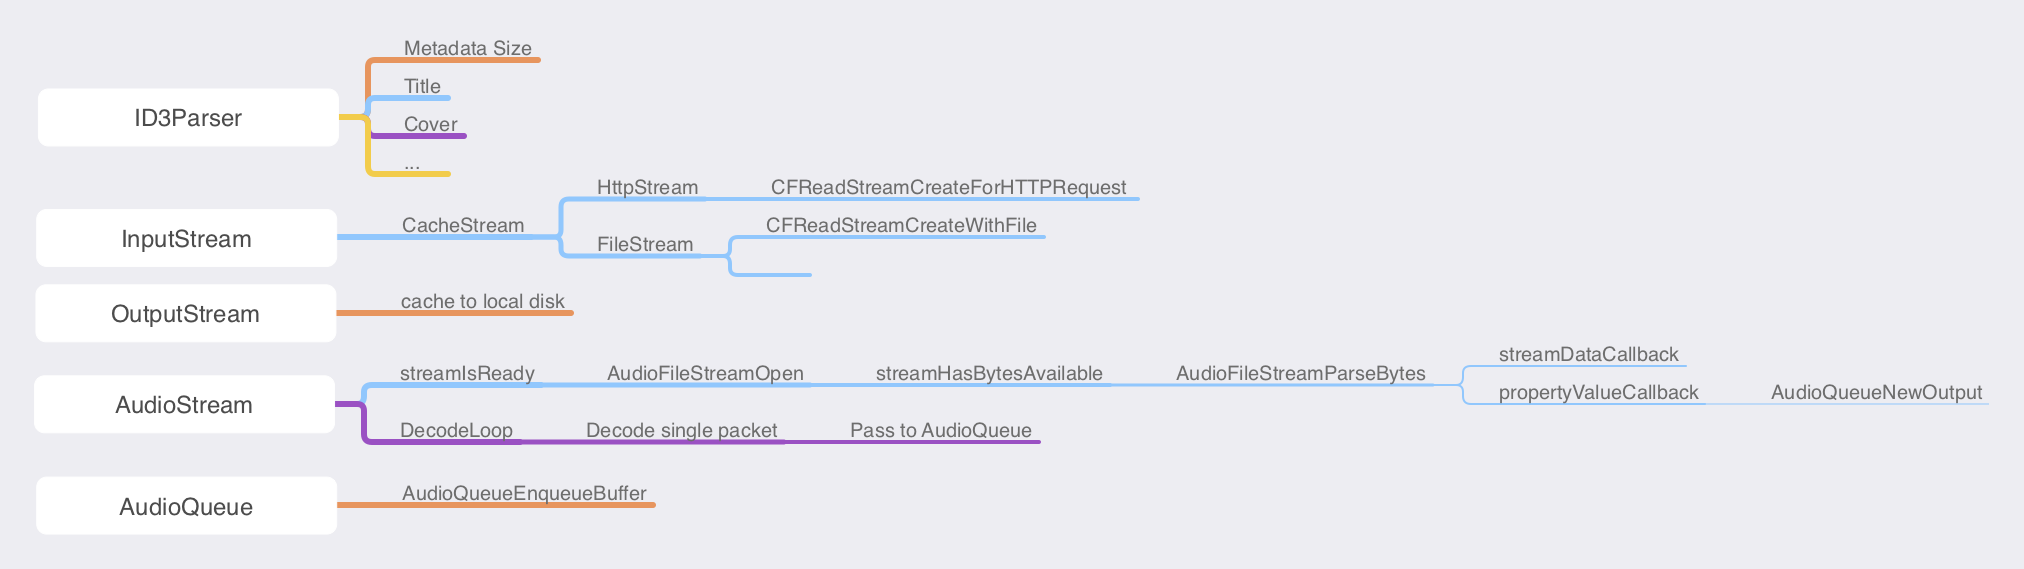 ID3Parser
Metadata Size
Title
Cover
...
InputStream
CacheStream
HttpStream
CFReadStreamCreateForHTTPRequest
FileStream
CFReadStreamCreateWithFile
OutputStream
cache to local disk
AudioStream
streamIsReady
AudioFileStreamOpen
streamHasBytesAvailable
AudioFileStreamParseBytes
streamDataCallback
propertyValueCallback
AudioQueueNewOutput
DecodeLoop
Decode single packet
Pass to AudioQueue
AudioQueue
AudioQueueEnqueueBuffer